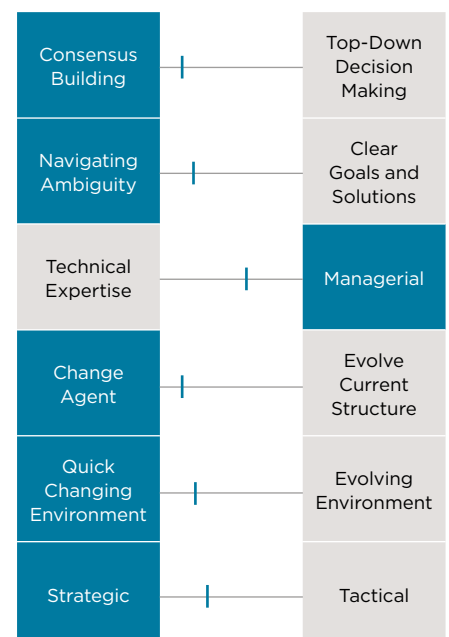 Consensus
Building
Top-Down
Decision
Making
Navigating
Ambiguity
Clear
Goals and
Solutions
Technical
Expertise
Managerial
Change
Agent
Evolve
Current
Structure
Quick
Changing
Environment
Evolving
Environment
Strategic
Tactical